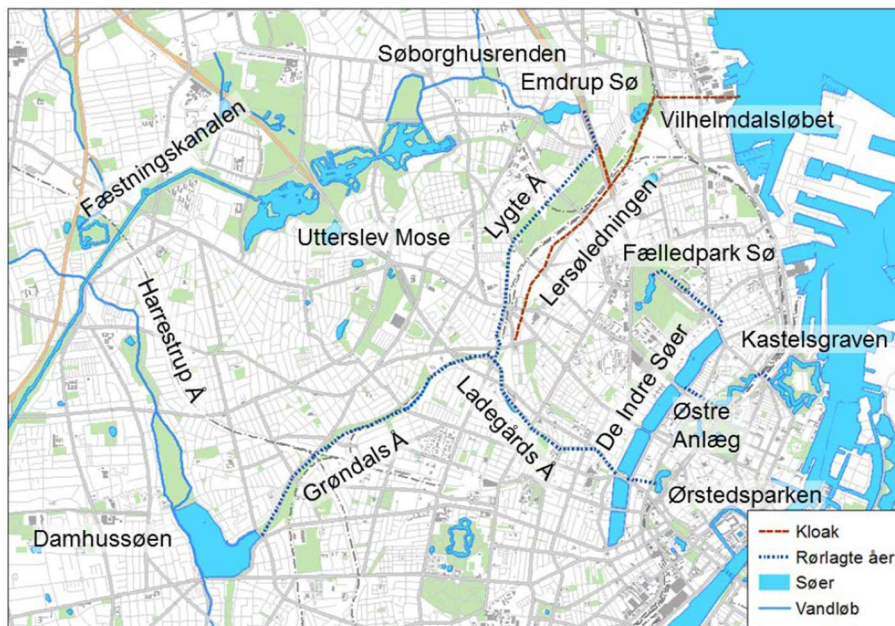 Søborghusrenden
Emdrup Sø
Vilhelmdalsløbet
Fæstningskanalen
Lygte Å
Utterslev Mose
Lersøledningen
Fælledpark Sø
Harrestrup Å
Kastelsgraven
De Indre Søer
Ladegårds Å
Østre
Anlæg
Grøndals Å
Ørstedsparken
Damhussøen
Kloak
Rørlagte åer
Søer
Vandløb